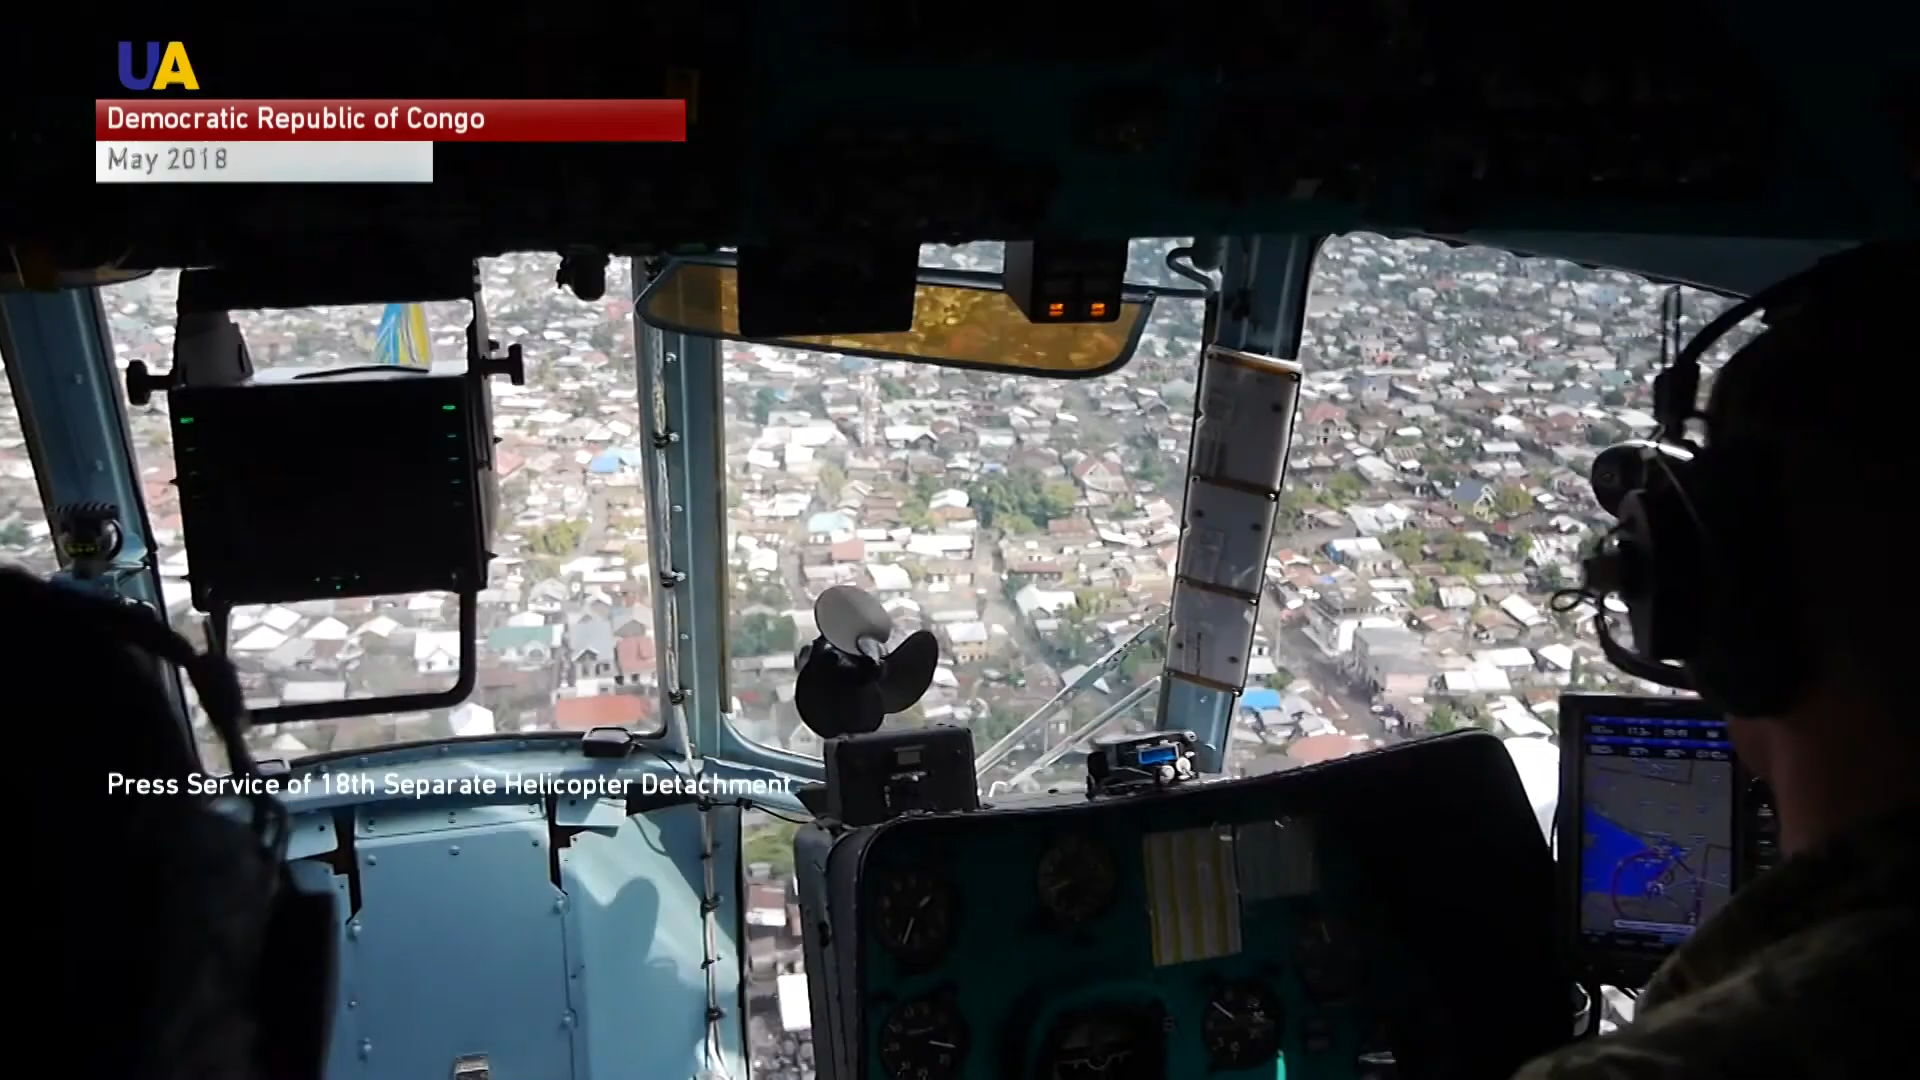 UA
Democratic Republic of Congo
May 2018
Press Service of 18th Separate Helicopter Detachment